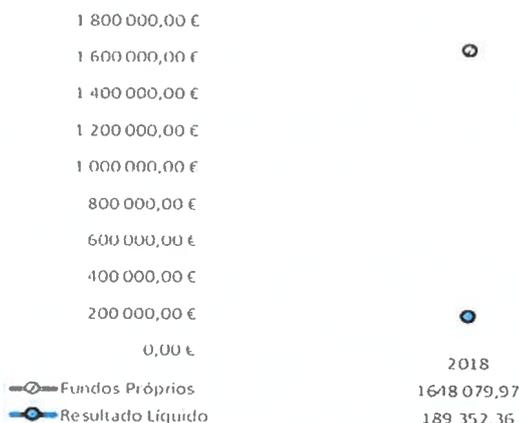 1 800 000,00 €
1 600 000,00 €
1 400 000,00 €
1 200 000,00 €
1 000 000,00 €
800 000,00 €
600 000,00 €
400 000,00 €
200 000,00 €
0,00 €
2018
Fundos Próprios 1648 079,97
Resultado Líquido 189 352,36